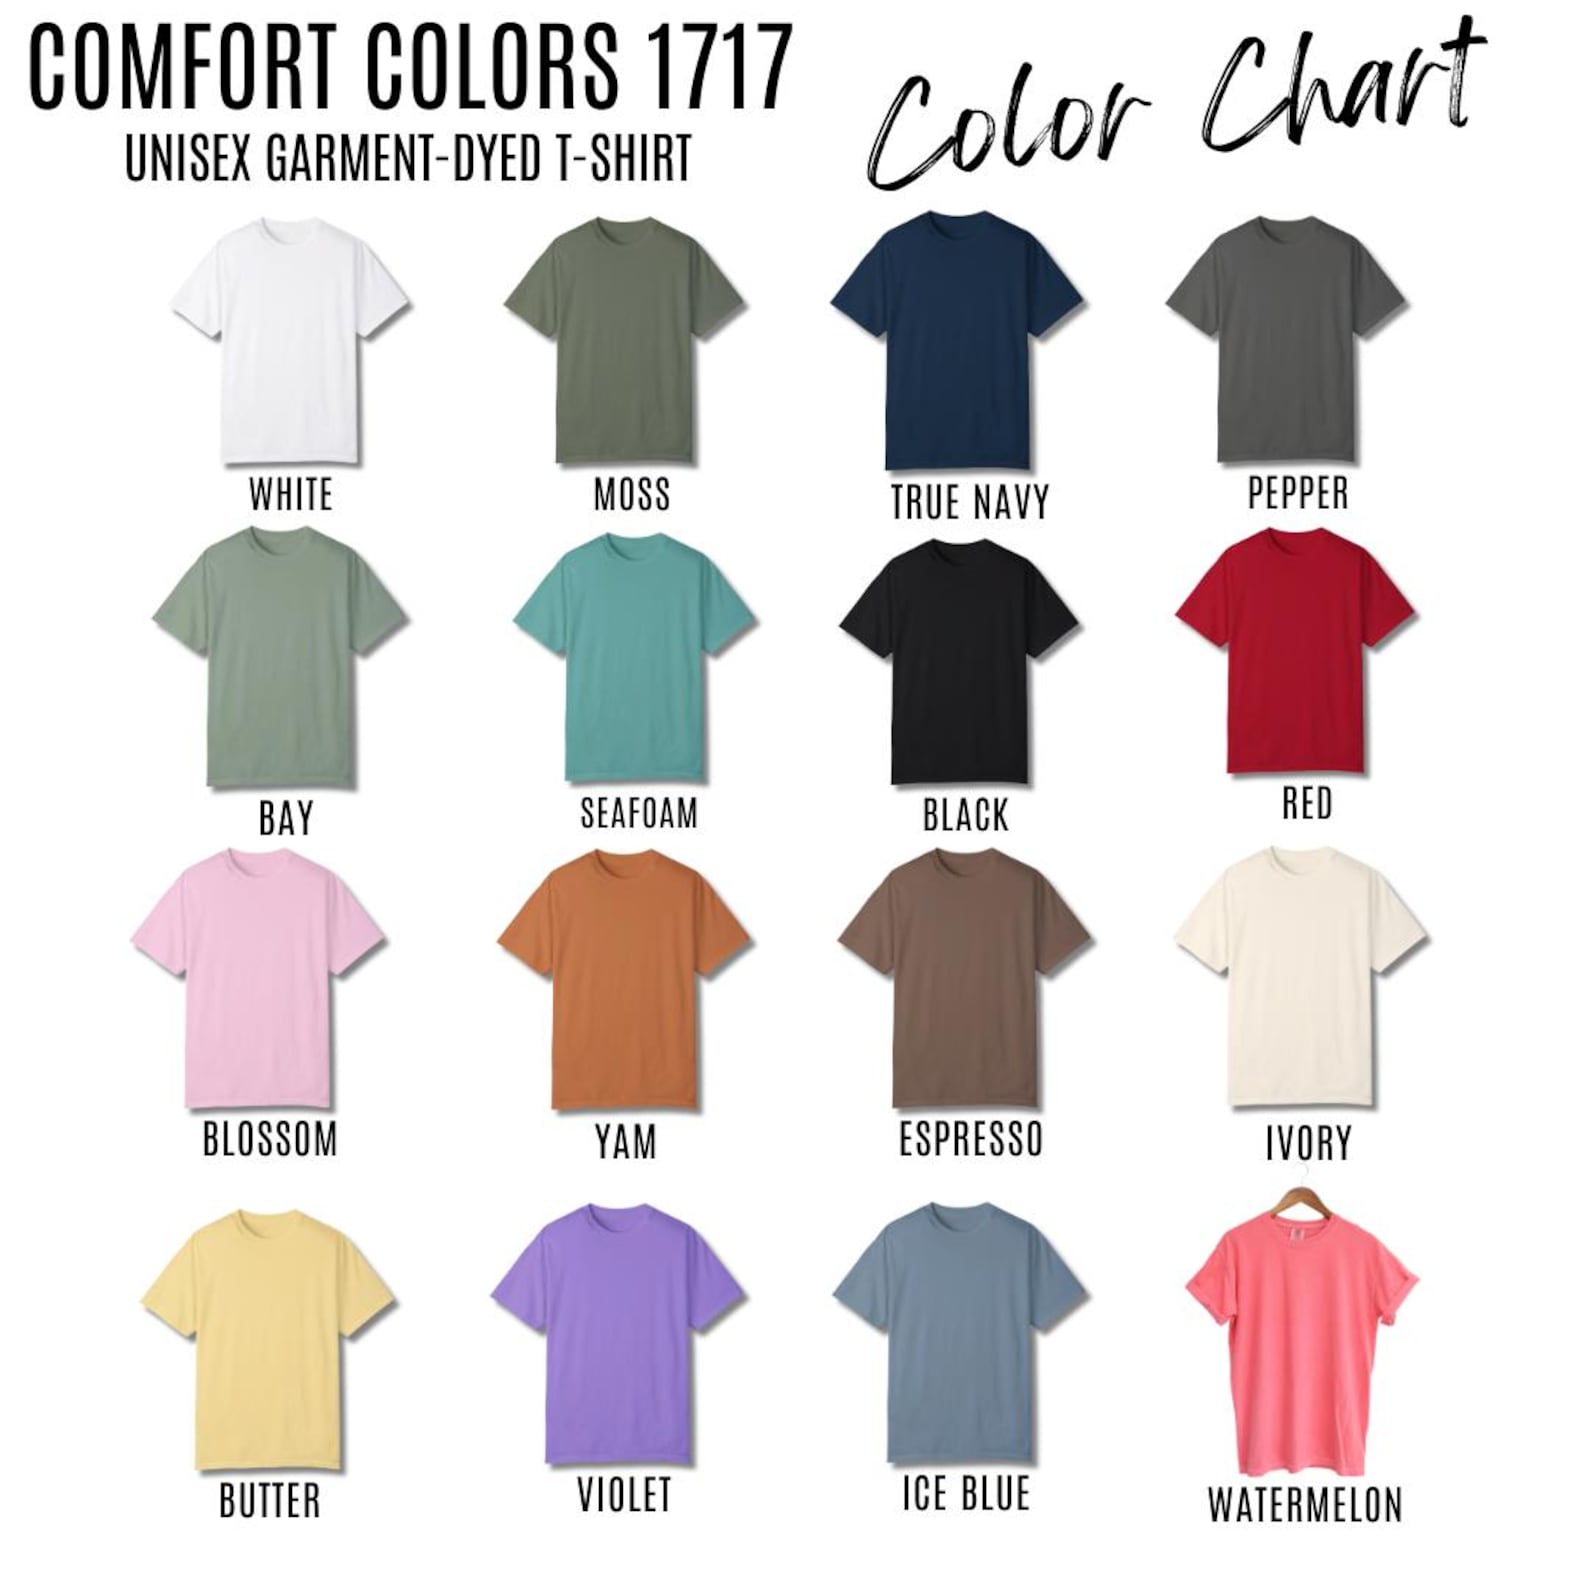 COMFORT COLORS 1717
UNISEX GARMENT-DYED T-SHIRT
Color Chart
WHITE
MOSS
TRUE NAVY
PEPPER
BAY
SEAFOAM
BLACK
RED
BLOSSOM
YAM
ESPRESSO
IVORY
BUTTER
VIOLET
ICE BLUE
WATERMELON